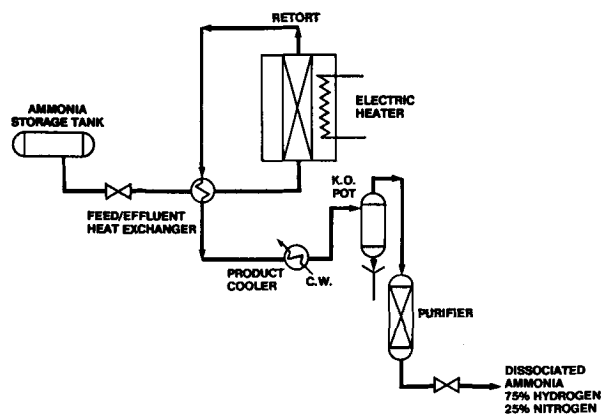 RETORT
AMMONIA
STORAGE TANK
ELECTRIC
HEATER
K.O.
POT
FEED/EFFLUENT
HEAT EXCHANGER
PRODUCT
COOLER
C.W.
PURIFIER
DISSOCIATED
AMMONIA
75% HYDROGEN
25% NITROGEN